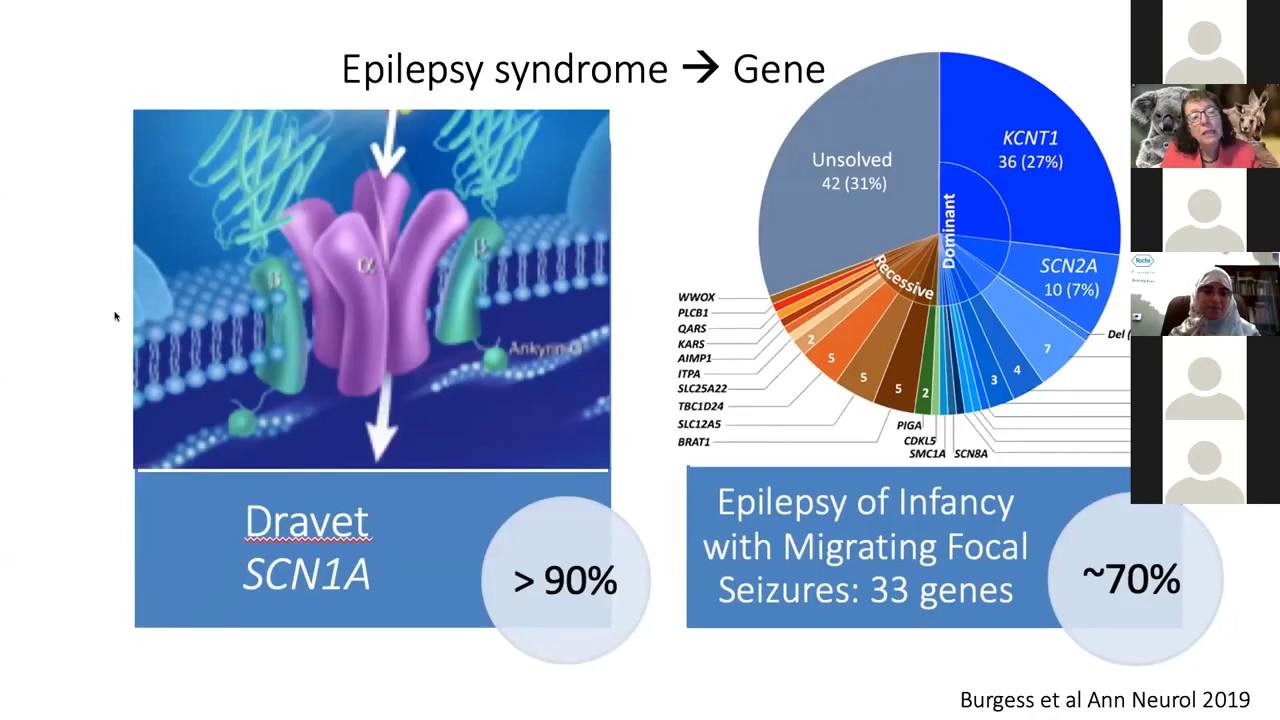 Epilepsy syndrome → Gene
β
α
β
Ankyrin-G
Dravet
SCN1A
> 90%
Unsolved
42 (31%)
KCNT1
36 (27%)
Dominant
SCN2A
10 (7%)
Recessive
Del (
7
4
3
2
5
5
5
2
WWOX
PLCB1
QARS
KARS
AIMP1
ITPA
SLC25A22
TBC1D24
SLC12A5
BRAT1
PIGA
CDKL5
SMC1A
SCN8A
Epilepsy of Infancy
with Migrating Focal
Seizures: 33 genes
~70%
Roche
Burgess et al Ann Neurol 2019